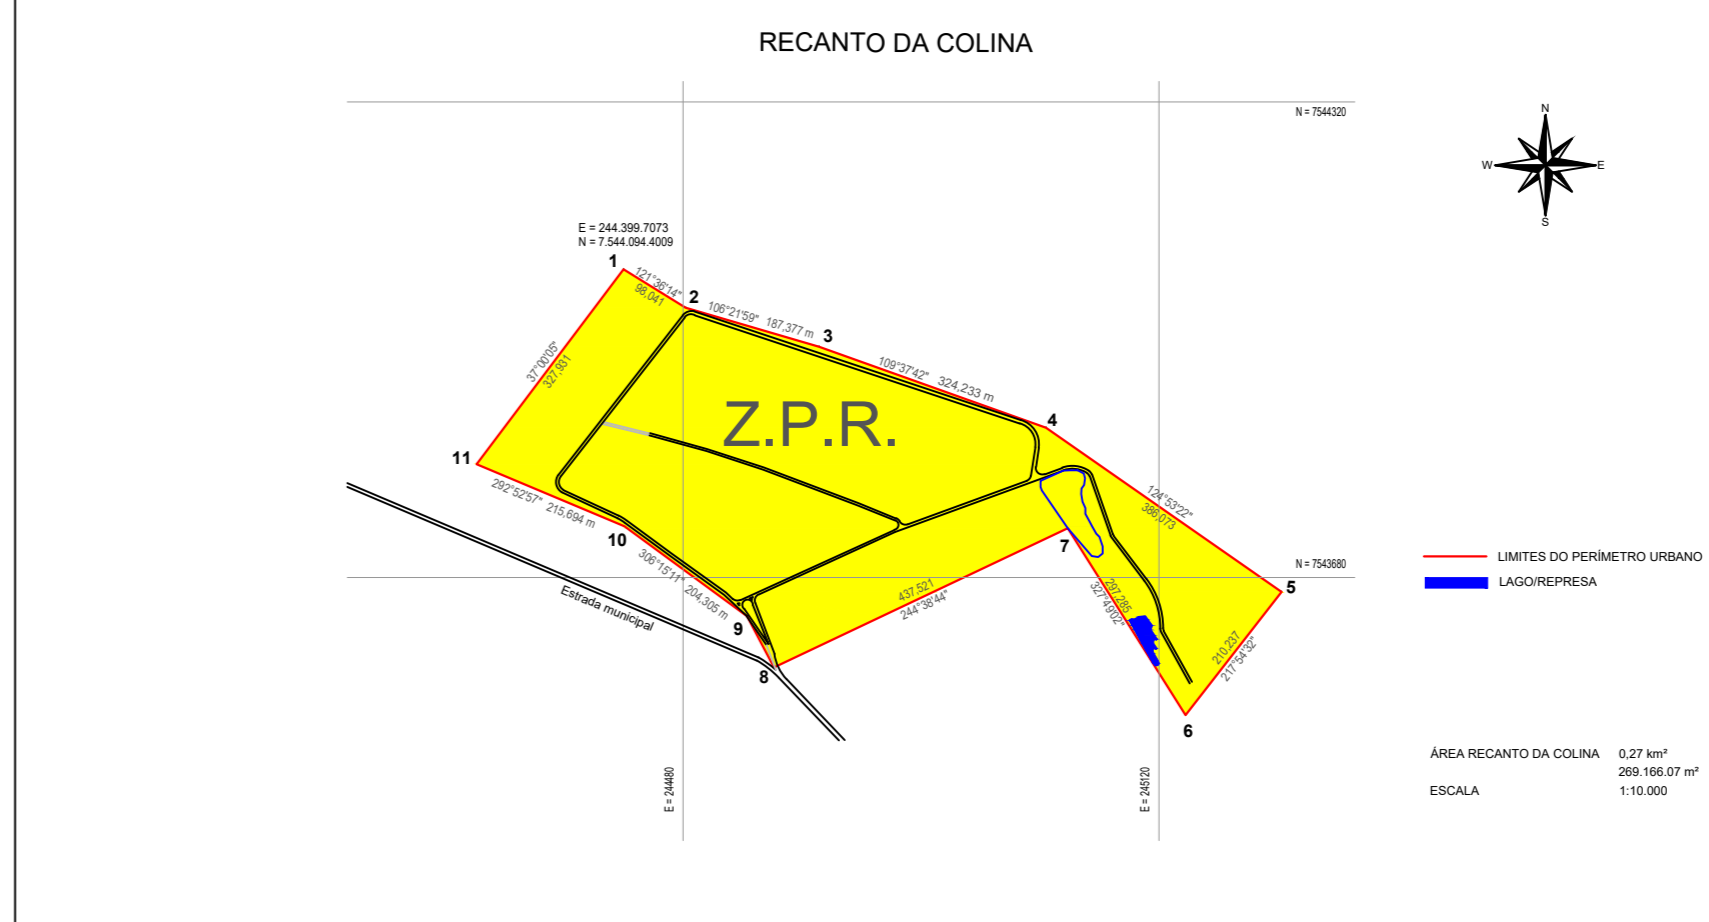 RECANTO DA COLINA
N = 7544320
N
W
E
S
E = 244.399.7073
N = 7.544.094.4009
1
121°36'14"
98,041
2
106°21'59" 187,377 m
3
109°37'42" 324,233 m
4
37°00'05"
327,931
Z.P.R.
11
292°52'57" 215,694 m
10
124°53'22"
386,073
7
N = 7543680
5
306°15'11" 204,305 m
Estrada municipal
9
437,521
244°38'44"
297,285
327°49'02"
210,237
217°54'32"
8
6
LIMITES DO PERÍMETRO URBANO
LAGO/REPRESA
E = 244480
E = 245120
ÁREA RECANTO DA COLINA 0,27 km²
269.166.07 m²
ESCALA 1:10.000